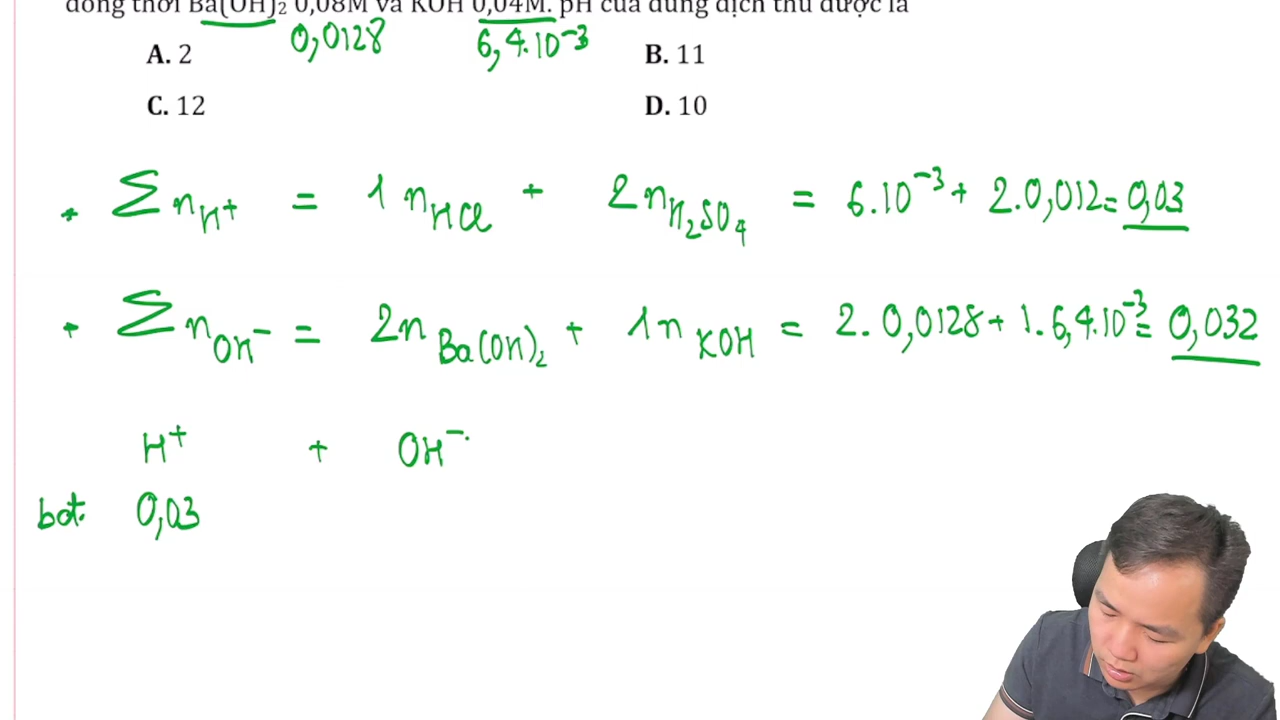 đồng thời Ba(OH)₂ 0,08M và KOH 0,04M. pH của dung dịch thu được là
0,0128 6,4.10⁻³
A. 2 B. 11
C. 12 D. 10
+ Σn_H⁺ = 1n_HCl + 2n_H₂SO₄ = 6.10⁻³ + 2.0,012 = 0,03
+ Σn_OH⁻ = 2n_Ba(OH)₂ + 1n_KOH = 2.0,0128 + 1.6,4.10⁻³ = 0,032
H⁺ + OH⁻
bđ: 0,03